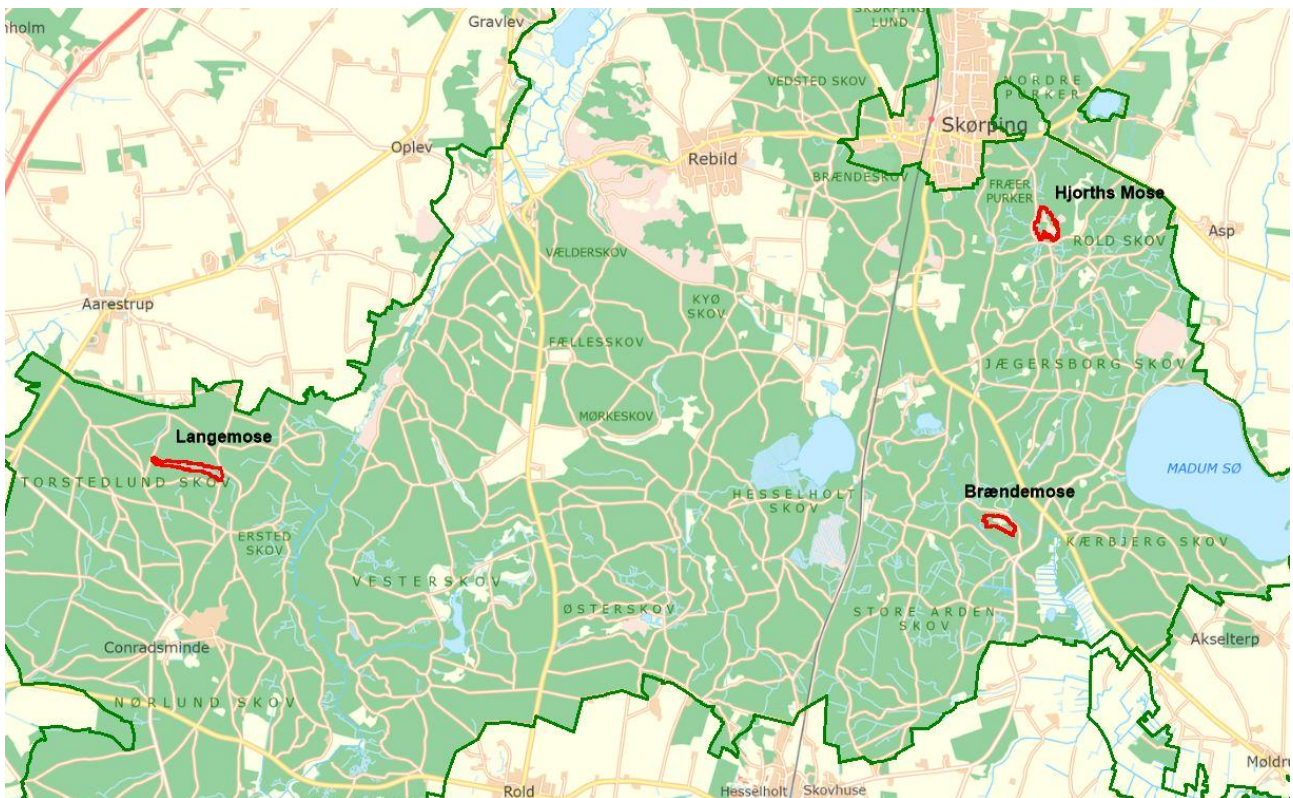 nholm
Gravlev
SKØRPING
LUND
VEDSTED SKOV
NORDRE
PURKER
Oplev
Rebild
Skørping
BRÆNDESKOV
FRÆER
PURKER
Hjorths Mose
ROLD SKOV
Asp
VÆLDERSKOV
Aarestrup
KYØ
SKOV
FÆLLESSKOV
JÆGERSBORG SKOV
MØRKESKOV
Langemose
TORSTEDLUND SKOV
MADUM SØ
HESSELHOLT
SKOV
Brændemose
ERSTED
SKOV
KÆRBJERG SKOV
VESTERSKOV
ØSTERSKOV
STORE ARDEN
SKOV
Akselterp
Conradsminde
NØRLUND SKOV
Møldru
Rold
Hesselholt
Skovhuse